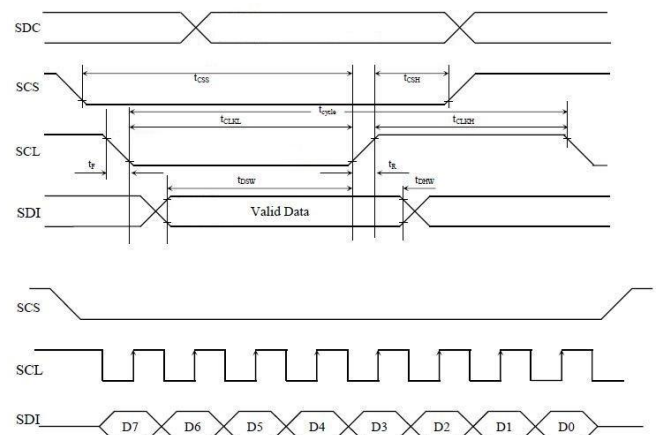 SDC
SCS
tCSS
tCSH
tcycle
SCL
tCLKL
tCLKH
tF
tR
tDSW
tDHW
SDI
Valid Data
SCS
SCL
SDI
D7 D6 D5 D4 D3 D2 D1 D0